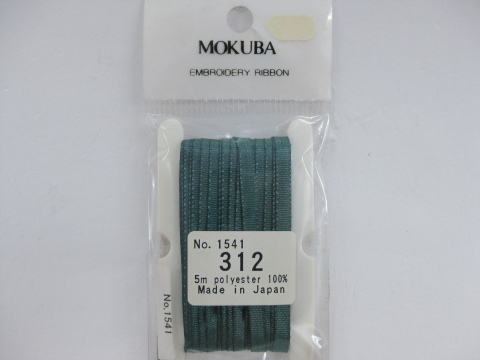 MOKUBA
EMBROIDERY RIBBON
No. 1541
312
5m polyester 100%
Made in Japan
No.1541